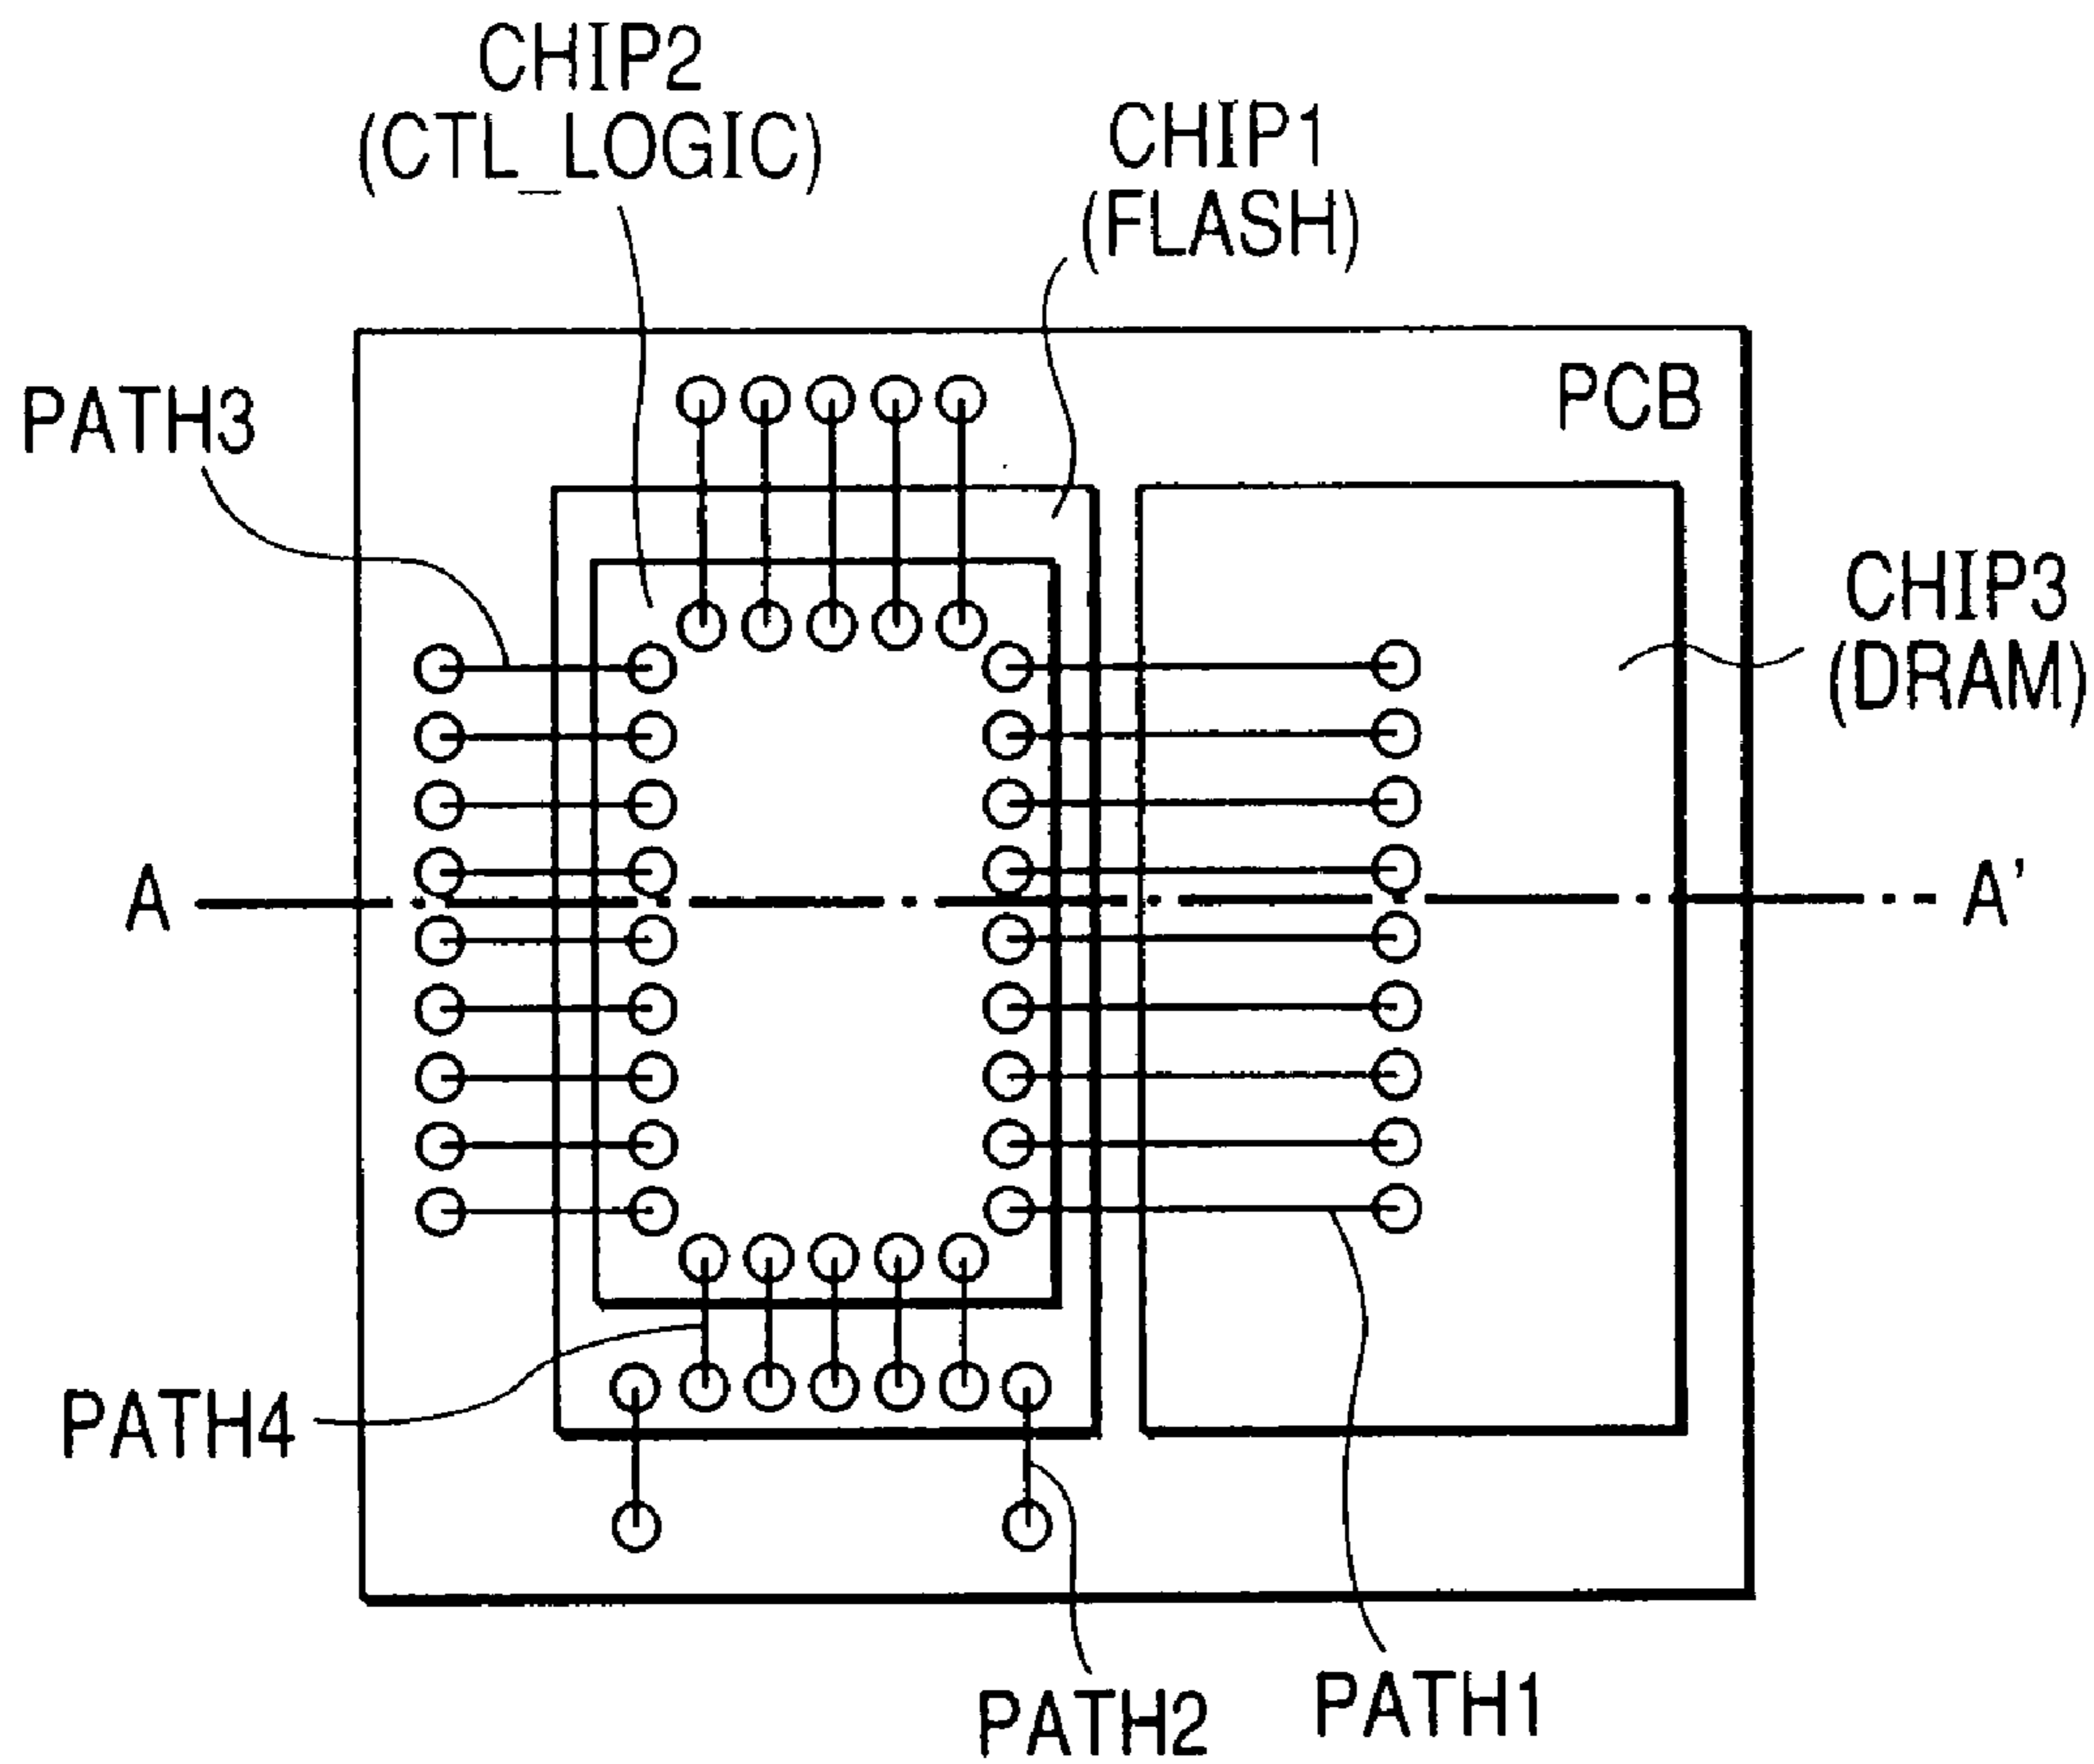 CHIP2
(CTL_LOGIC)
CHIP1
(FLASH)
PCB
PATH3
CHIP3
(DRAM)
A
A'
PATH4
PATH2
PATH1